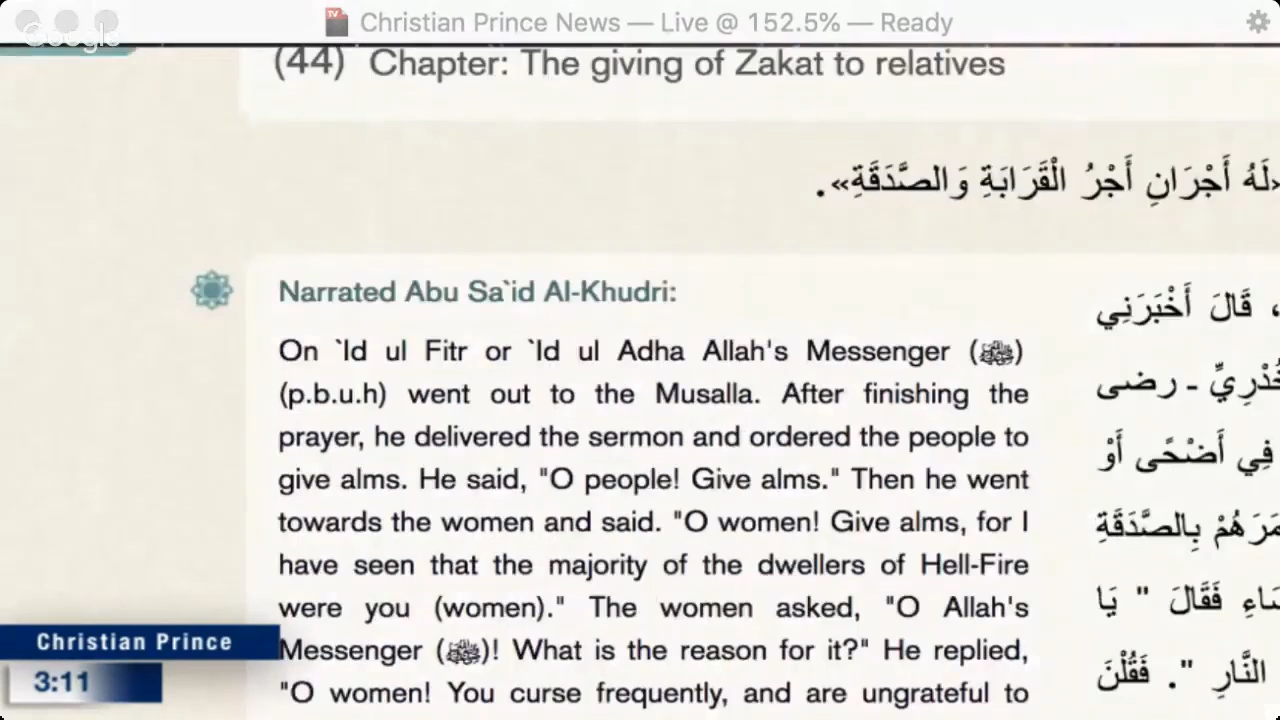 Christian Prince News — Live @ 152.5% — Ready
Google
(44) Chapter: The giving of Zakat to relatives
‹لَهُ أَجْرَانِ أَجْرُ الْقَرَابَةِ وَالصَّدَقَةِ».
Narrated Abu Sa`id Al-Khudri:
On `Id ul Fitr or `Id ul Adha Allah's Messenger (ﷺ)
(p.b.u.h) went out to the Musalla. After finishing the
prayer, he delivered the sermon and ordered the people to
give alms. He said, "O people! Give alms." Then he went
towards the women and said. "O women! Give alms, for I
have seen that the majority of the dwellers of Hell-Fire
were you (women)." The women asked, "O Allah's
Messenger (ﷺ)! What is the reason for it?" He replied,
"O women! You curse frequently, and are ungrateful to
، قَالَ أَخْبَرَنِي
ـ رضى
فِي أَضْحًى أَوْ
بِالصَّدَقَةِ
فَقَالَ " يَا
النَّارِ ". فَقُلْنَ
Christian Prince
3:11